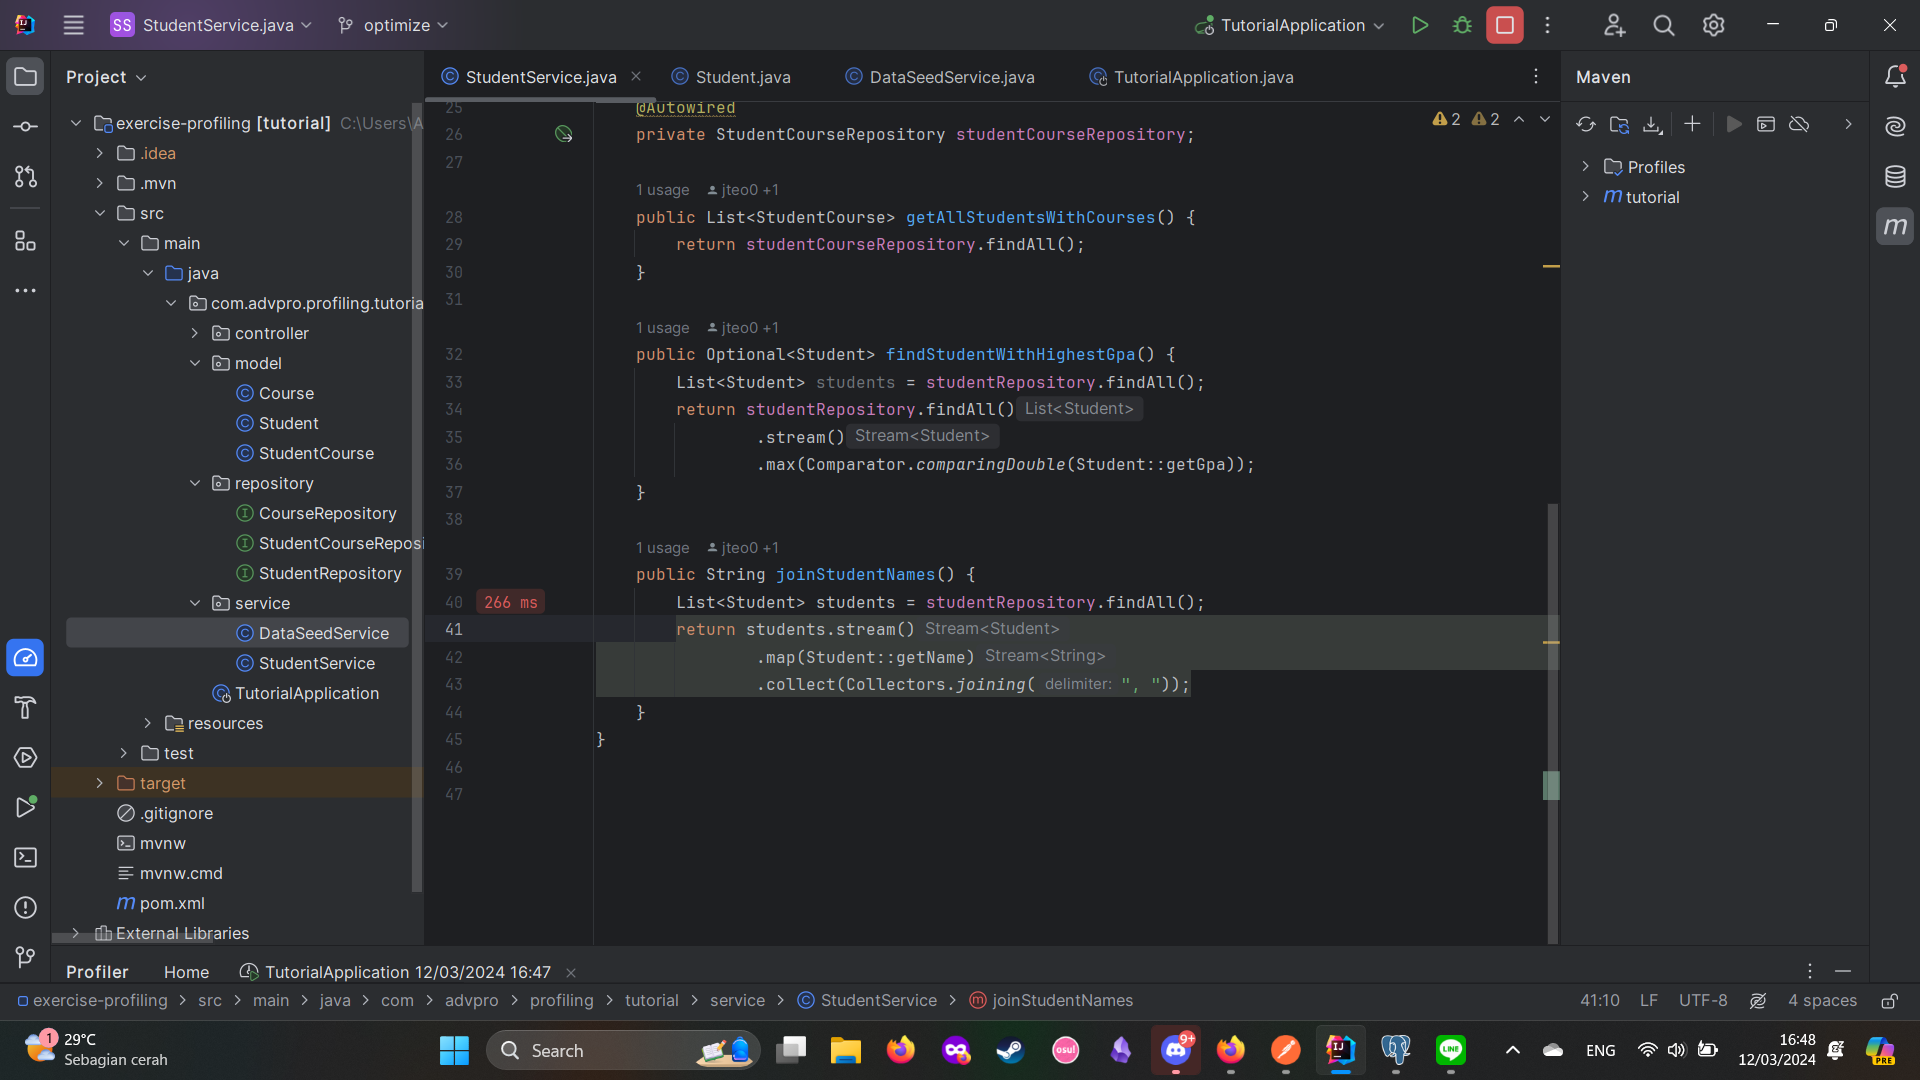 SS StudentService.java optimize TutorialApplication
Project
StudentService.java Student.java DataSeedService.java TutorialApplication.java
Maven
exercise-profiling [tutorial] C:\Users\A
.idea
.mvn
src
main
java
com.advpro.profiling.tutoria
controller
model
Course
Student
StudentCourse
repository
CourseRepository
StudentCourseReposi
StudentRepository
service
DataSeedService
StudentService
TutorialApplication
resources
test
target
.gitignore
mvnw
mvnw.cmd
m pom.xml
External Libraries
2 2
25 @Autowired
26 private StudentCourseRepository studentCourseRepository;
27
1 usage jteo0 +1
28 public List<StudentCourse> getAllStudentsWithCourses() {
29 return studentCourseRepository.findAll();
30 }
31
1 usage jteo0 +1
32 public Optional<Student> findStudentWithHighestGpa() {
33 List<Student> students = studentRepository.findAll();
34 return studentRepository.findAll() List<Student>
35 .stream() Stream<Student>
36 .max(Comparator.comparingDouble(Student::getGpa));
37 }
38
1 usage jteo0 +1
39 public String joinStudentNames() {
40 266 ms List<Student> students = studentRepository.findAll();
41 return students.stream() Stream<Student>
42 .map(Student::getName) Stream<String>
43 .collect(Collectors.joining( delimiter: ", "));
44 }
45 }
46
47
Profiles
m tutorial
m
Profiler Home TutorialApplication 12/03/2024 16:47
exercise-profiling > src > main > java > com > advpro > profiling > tutorial > service > StudentService > joinStudentNames 41:10 LF UTF-8 4 spaces
1 29°C
Sebagian cerah
Search
osu!
9+
LINE
ENG
16:48
12/03/2024
PRE